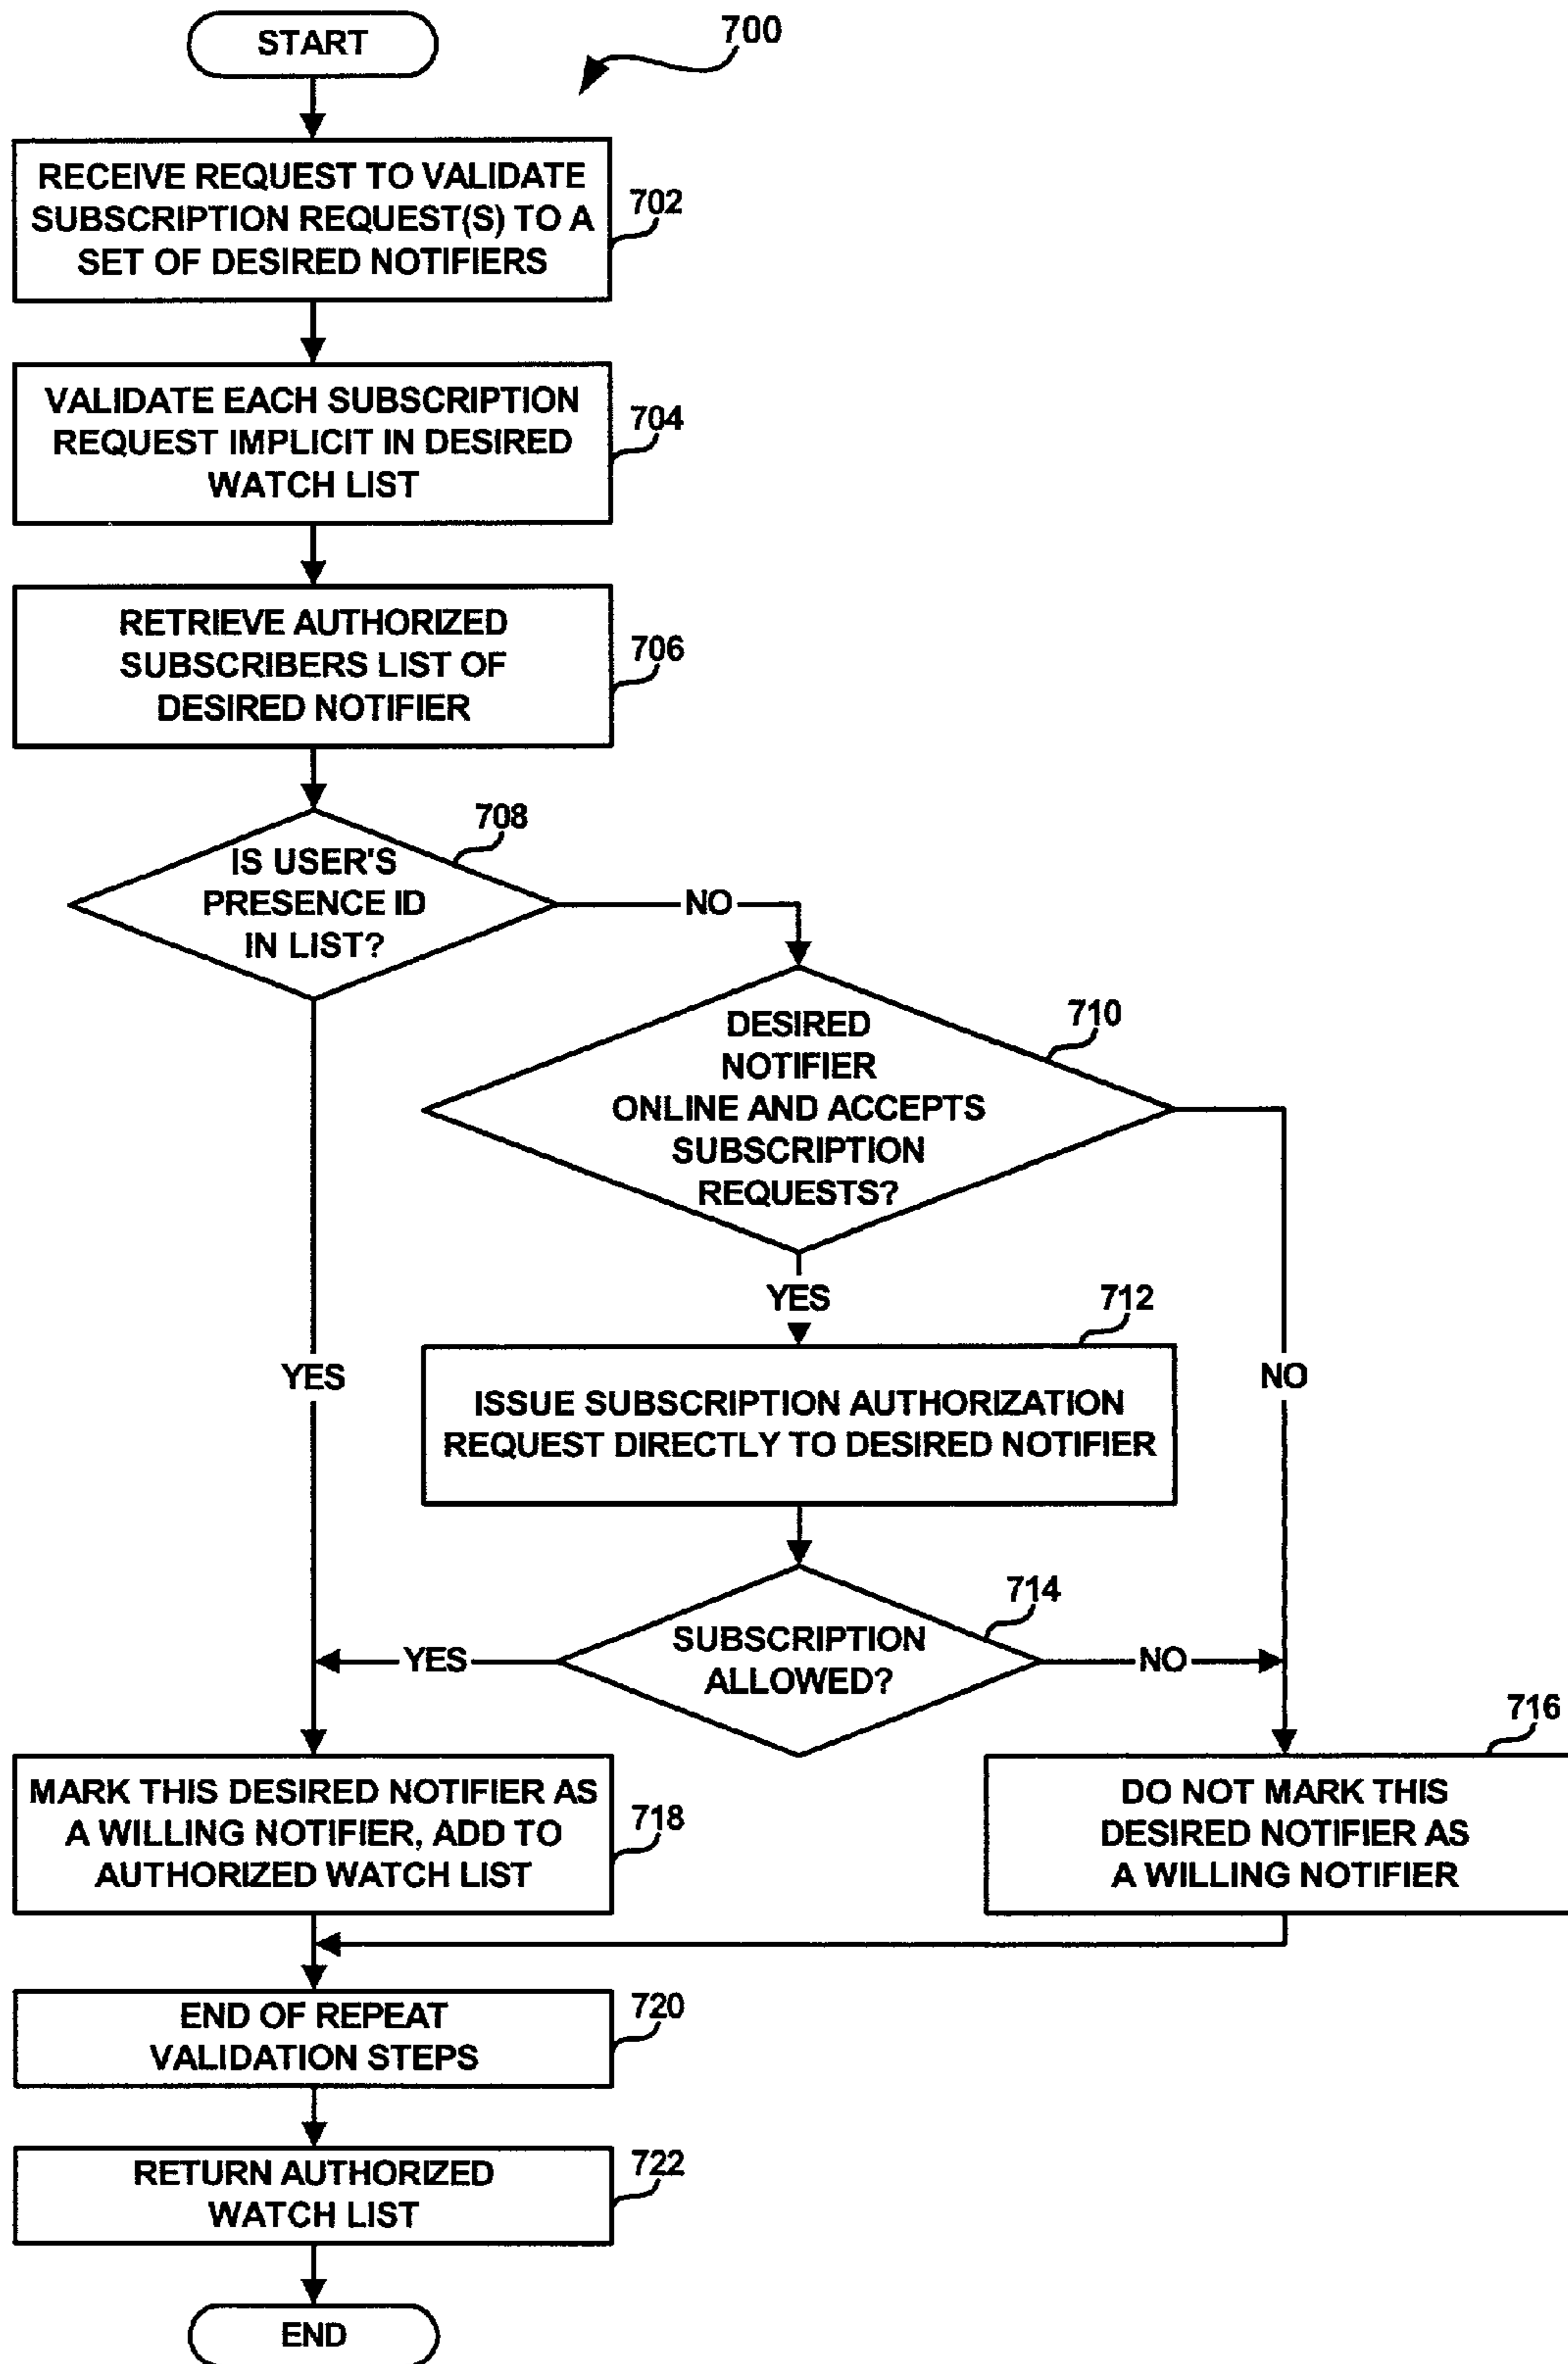 START
700
RECEIVE REQUEST TO VALIDATE
SUBSCRIPTION REQUEST(S) TO A
SET OF DESIRED NOTIFIERS
702
VALIDATE EACH SUBSCRIPTION
REQUEST IMPLICIT IN DESIRED
WATCH LIST
704
RETRIEVE AUTHORIZED
SUBSCRIBERS LIST OF
DESIRED NOTIFIER
706
IS USER'S
PRESENCE ID
IN LIST?
708
NO
DESIRED
NOTIFIER
ONLINE AND ACCEPTS
SUBSCRIPTION
REQUESTS?
710
YES
712
YES
NO
ISSUE SUBSCRIPTION AUTHORIZATION
REQUEST DIRECTLY TO DESIRED NOTIFIER
SUBSCRIPTION
ALLOWED?
714
YES
NO
MARK THIS DESIRED NOTIFIER AS
A WILLING NOTIFIER, ADD TO
AUTHORIZED WATCH LIST
718
716
DO NOT MARK THIS
DESIRED NOTIFIER AS
A WILLING NOTIFIER
END OF REPEAT
VALIDATION STEPS
720
RETURN AUTHORIZED
WATCH LIST
722
END